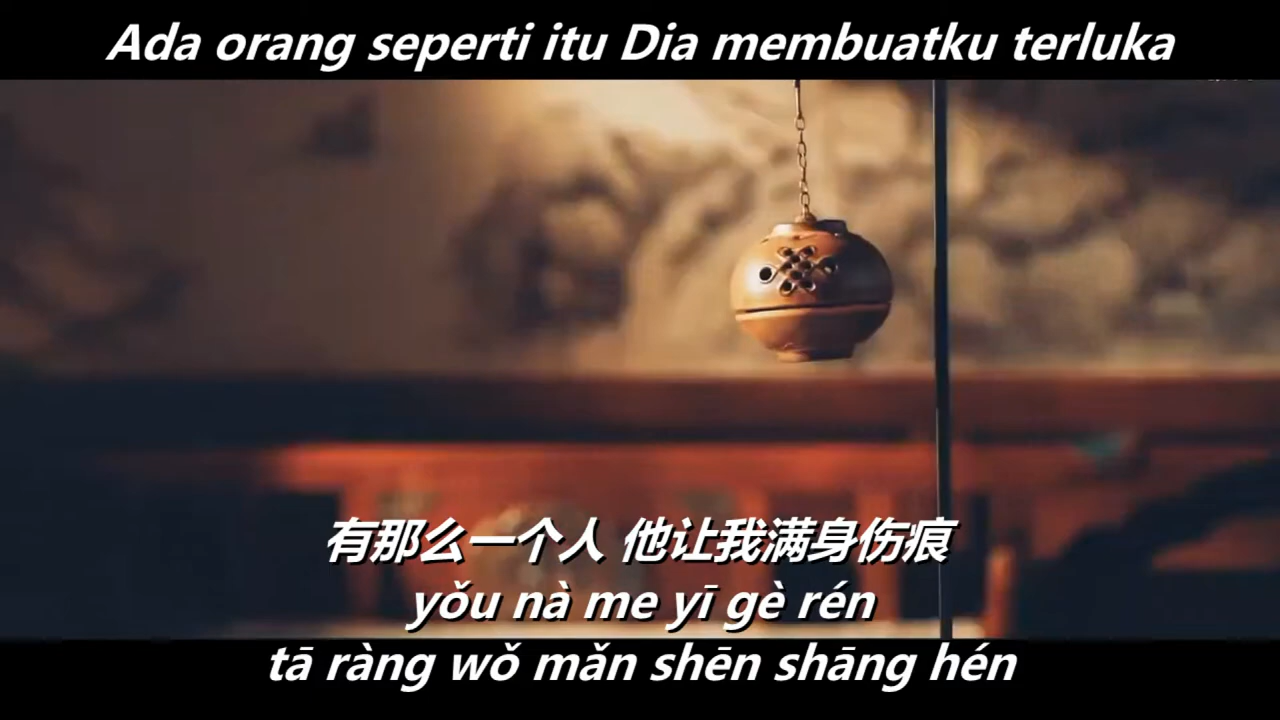 Ada orang seperti itu Dia membuatku terluka
有那么一个人 他让我满身伤痕
yǒu nà me yī gè rén
tā ràng wǒ mǎn shēn shāng hén